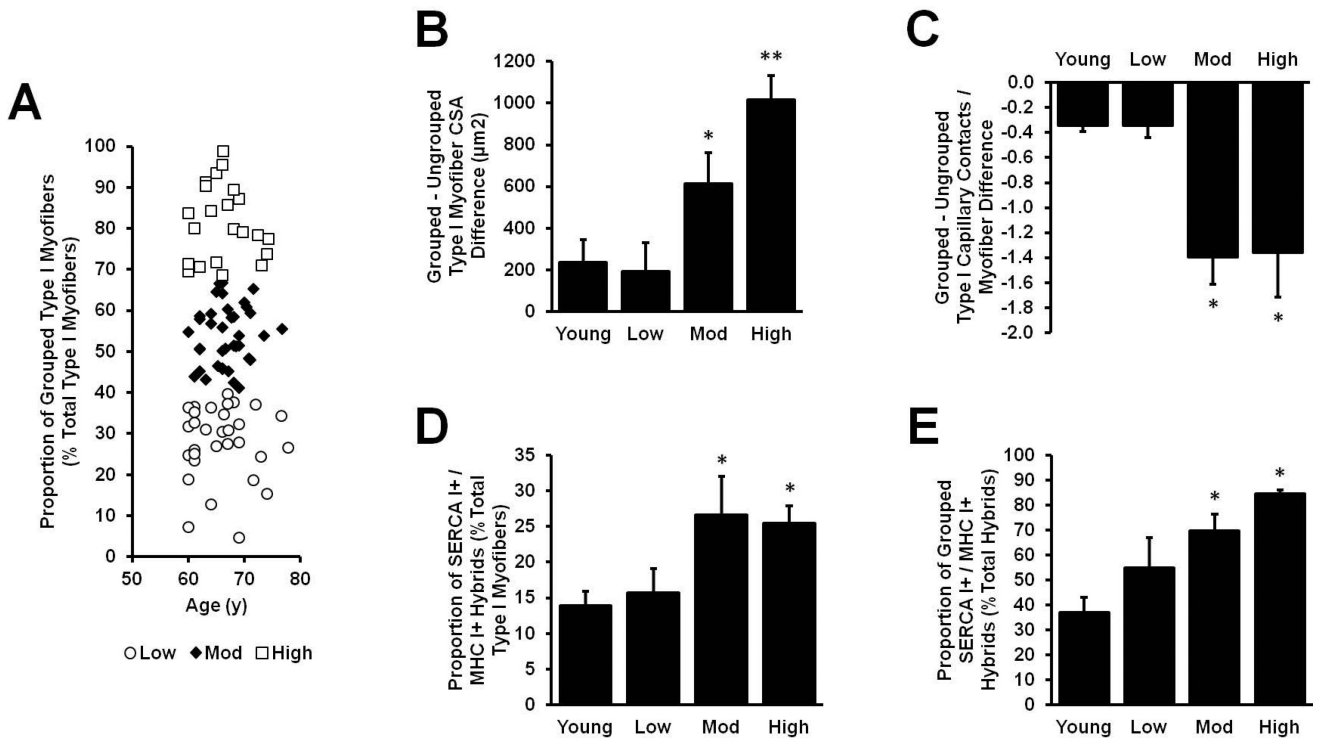 A
Proportion of Grouped Type I Myofibers
(% Total Type I Myofibers)
100
90
80
70
60
50
40
30
20
10
0
50
60
70
80
Age (y)
Low
Mod
High
B
Grouped - Ungrouped
Type I Myofiber CSA
Difference (µm2)
1200
1000
800
600
400
200
0
*
**
Young
Low
Mod
High
C
Young
Low
Mod
High
Grouped - Ungrouped
Type I Capillary Contacts /
Myofiber Difference
0.0
-0.2
-0.4
-0.6
-0.8
-1.0
-1.2
-1.4
-1.6
-1.8
-2.0
*
*
D
Proportion of SERCA I+ /
MHC I+ Hybrids (% Total
Type I Myofibers)
35
30
25
20
15
10
5
0
*
*
Young
Low
Mod
High
E
Proportion of Grouped
SERCA I+ / MHC I+
Hybrids (% Total Hybrids)
100
90
80
70
60
50
40
30
20
10
0
*
*
Young
Low
Mod
High